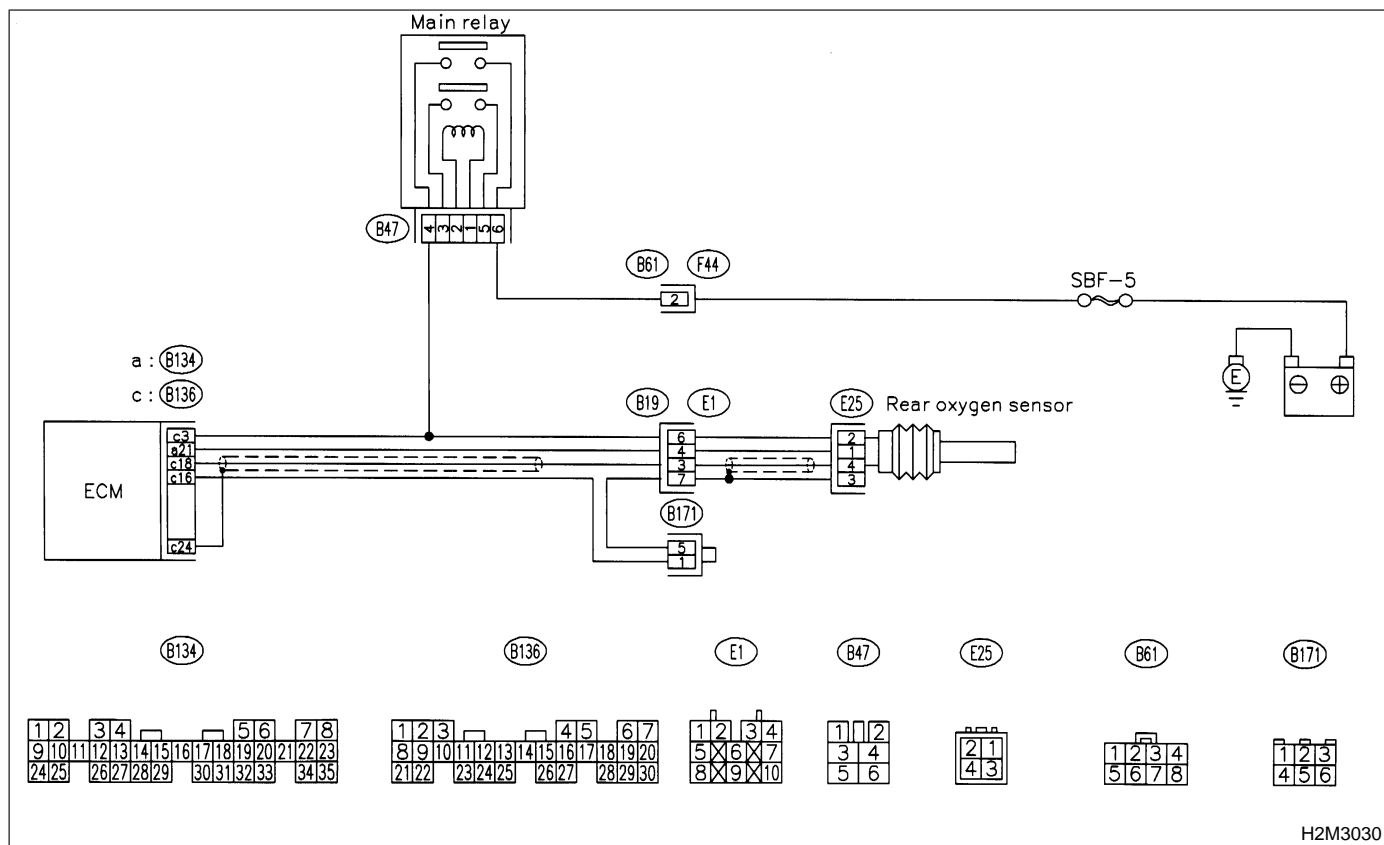 Main relay
B47
4 3 2 1 5 6
B61 F44
2
SBF-5
E
⊖ ⊕
a : B134
c : B136
B19 E1 E25 Rear oxygen sensor
c3 6 2
a21 4 1
c18 3 4
c16 7 3
ECM
B171
c24
5
1
B134 B136 E1 B47 E25 B61 B171
1 2 3 4 5 6 7 8
9 10 11 12 13 14 15 16 17 18 19 20 21 22 23
24 25 26 27 28 29 30 31 32 33 34 35
1 2 3 4 5 6 7
8 9 10 11 12 13 14 15 16 17 18 19 20
21 22 23 24 25 26 27 28 29 30
1 2 3 4
5 6 7
8 9 10
1 2
3 4
5 6
2 1
4 3
1 2 3 4
5 6 7 8
1 2 3
4 5 6
H2M3030